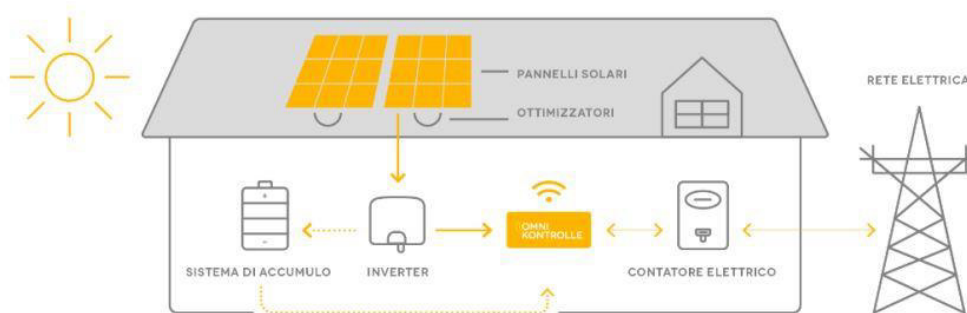 PANNELLI SOLARI
RETE ELETTRICA
OTTIMIZZATORI
OMNI
KONTROLLE
SISTEMA DI ACCUMULO
INVERTER
CONTATORE ELETTRICO